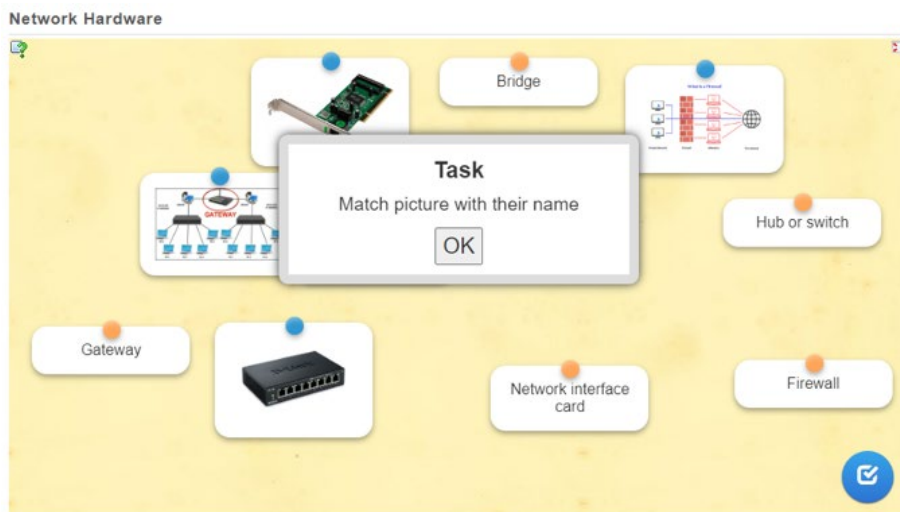 Network Hardware
Bridge
Task
Match picture with their name
OK
Hub or switch
GATEWAY
Gateway
Network interface
card
Firewall